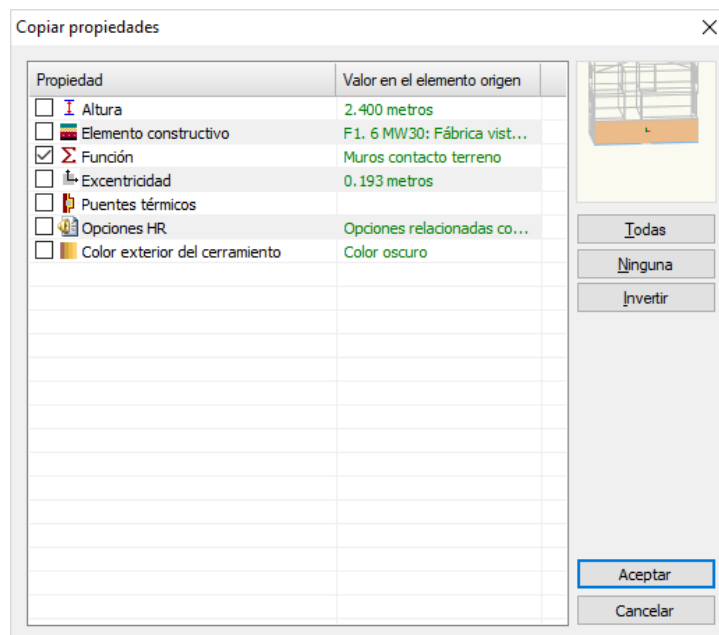 Copiar propiedades
Propiedad Valor en el elemento origen
Altura 2.400 metros
Elemento constructivo F1. 6 MW30: Fábrica vist...
Función Muros contacto terreno
Excentricidad 0.193 metros
Puentes térmicos
Opciones HR Opciones relacionadas co...
Color exterior del cerramiento Color oscuro
Todas
Ninguna
Invertir
Aceptar
Cancelar